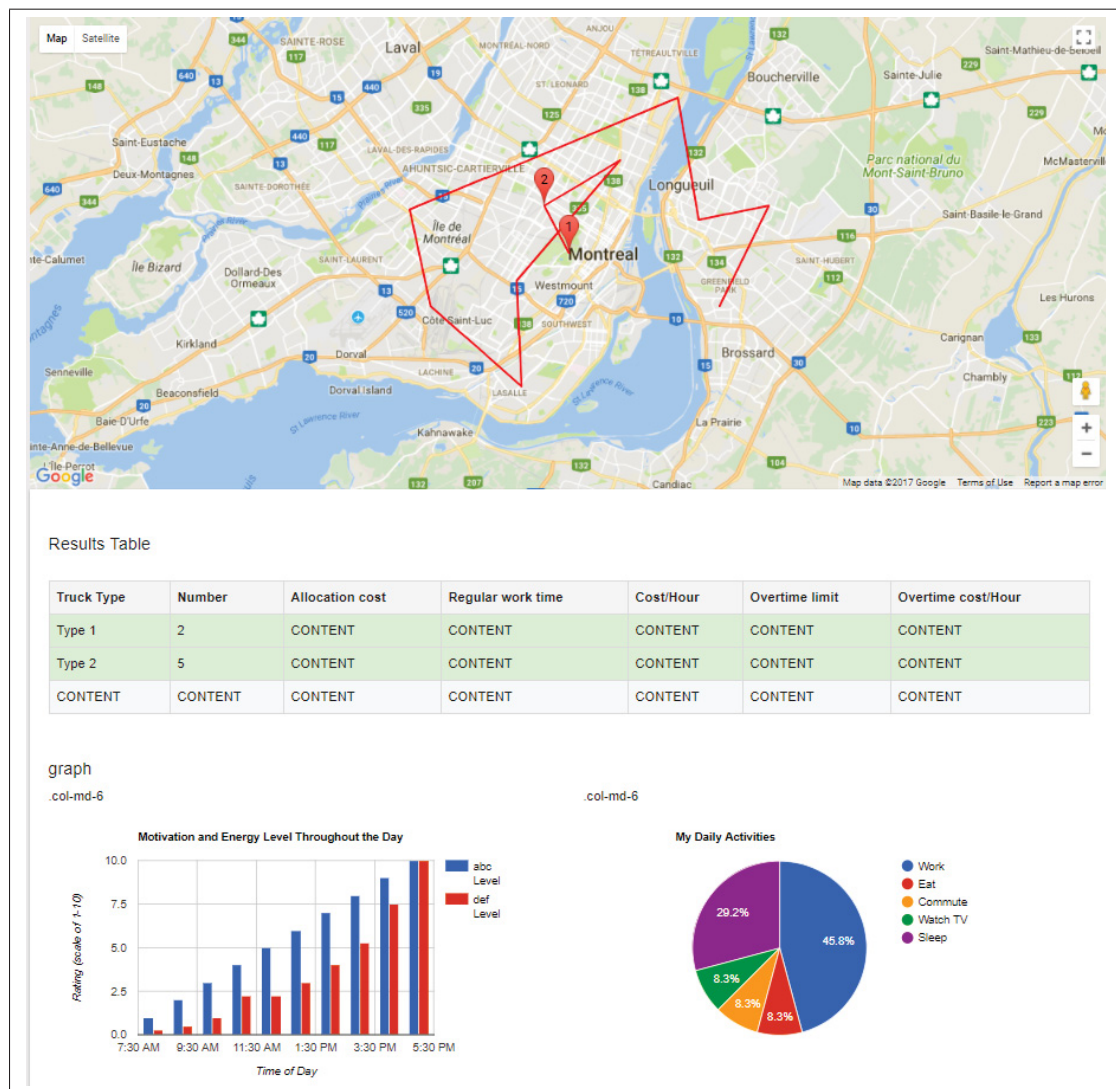 Map Satellite
SAINTE-ROSE
Laval
MONTRÉAL-NORD
ANJOU
TÉTREAULTVILLE
Boucherville
Sainte-Julie
Saint-Mathieu-de-Beloeil
ST. LEONARD
Saint-Eustache
Deux-Montagnes
LAVAL-DES-RAPIDES
AHUNTSIC-CARTIERVILLE
SAINTE-DOROTHÉE
Prairies River
Longueuil
Parc national du
Mont-Saint-Bruno
McMasterville
Saint-Basile-le-Grand
2
1
Île de
Montréal
Montreal
SAINT-LAURENT
Île Bizard
Dollard-Des
Ormeaux
te-Calumet
Westmount
GREENFIELD
PARK
SAINT-HUBERT
Les Hurons
Côte Saint-Luc
SOUTHWEST
Kirkland
Dorval
LACHINE
Brossard
Carignan
Senneville
Beaconsfield
Dorval Island
LASALLE
Chambly
Baie-D'Urfe
St Lawrence River
Kahnawake
La Prairie
inte-Anne-de-Bellevue
L'Île-Perrot
Google
Candiac
Map data ©2017 Google Terms of Use Report a map error
Results Table
Truck Type Number Allocation cost Regular work time Cost/Hour Overtime limit Overtime cost/Hour
Type 1 2 CONTENT CONTENT CONTENT CONTENT CONTENT
Type 2 5 CONTENT CONTENT CONTENT CONTENT CONTENT
CONTENT CONTENT CONTENT CONTENT CONTENT CONTENT CONTENT
graph
.col-md-6 .col-md-6
Motivation and Energy Level Throughout the Day
Rating (scale of 1-10)
10.0
7.5
5.0
2.5
0.0
7:30 AM 9:30 AM 11:30 AM 1:30 PM 3:30 PM 5:30 PM
Time of Day
abc
Level
def
Level
My Daily Activities
29.2%
45.8%
8.3%
8.3%
8.3%
Work
Eat
Commute
Watch TV
Sleep